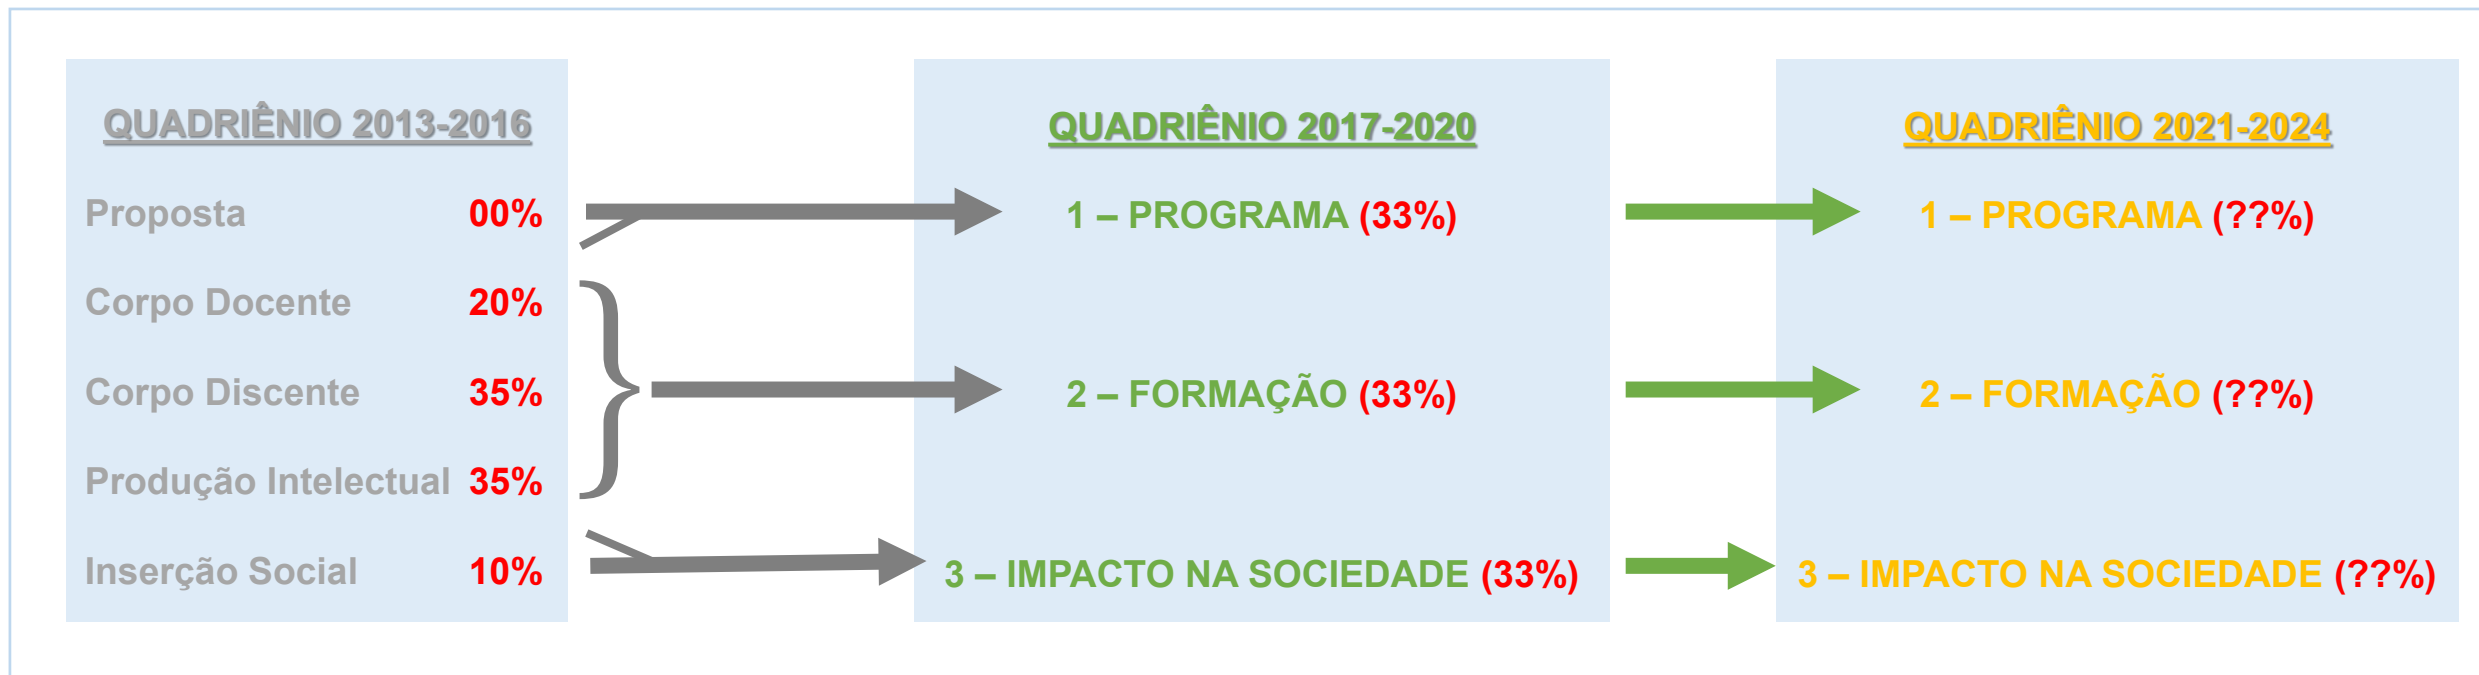 QUADRIÊNIO 2013-2016
Proposta 00%
Corpo Docente 20%
Corpo Discente 35%
Produção Intelectual 35%
Inserção Social 10%
QUADRIÊNIO 2017-2020
1 – PROGRAMA (33%)
2 – FORMAÇÃO (33%)
3 – IMPACTO NA SOCIEDADE (33%)
QUADRIÊNIO 2021-2024
1 – PROGRAMA (??%)
2 – FORMAÇÃO (??%)
3 – IMPACTO NA SOCIEDADE (??%)